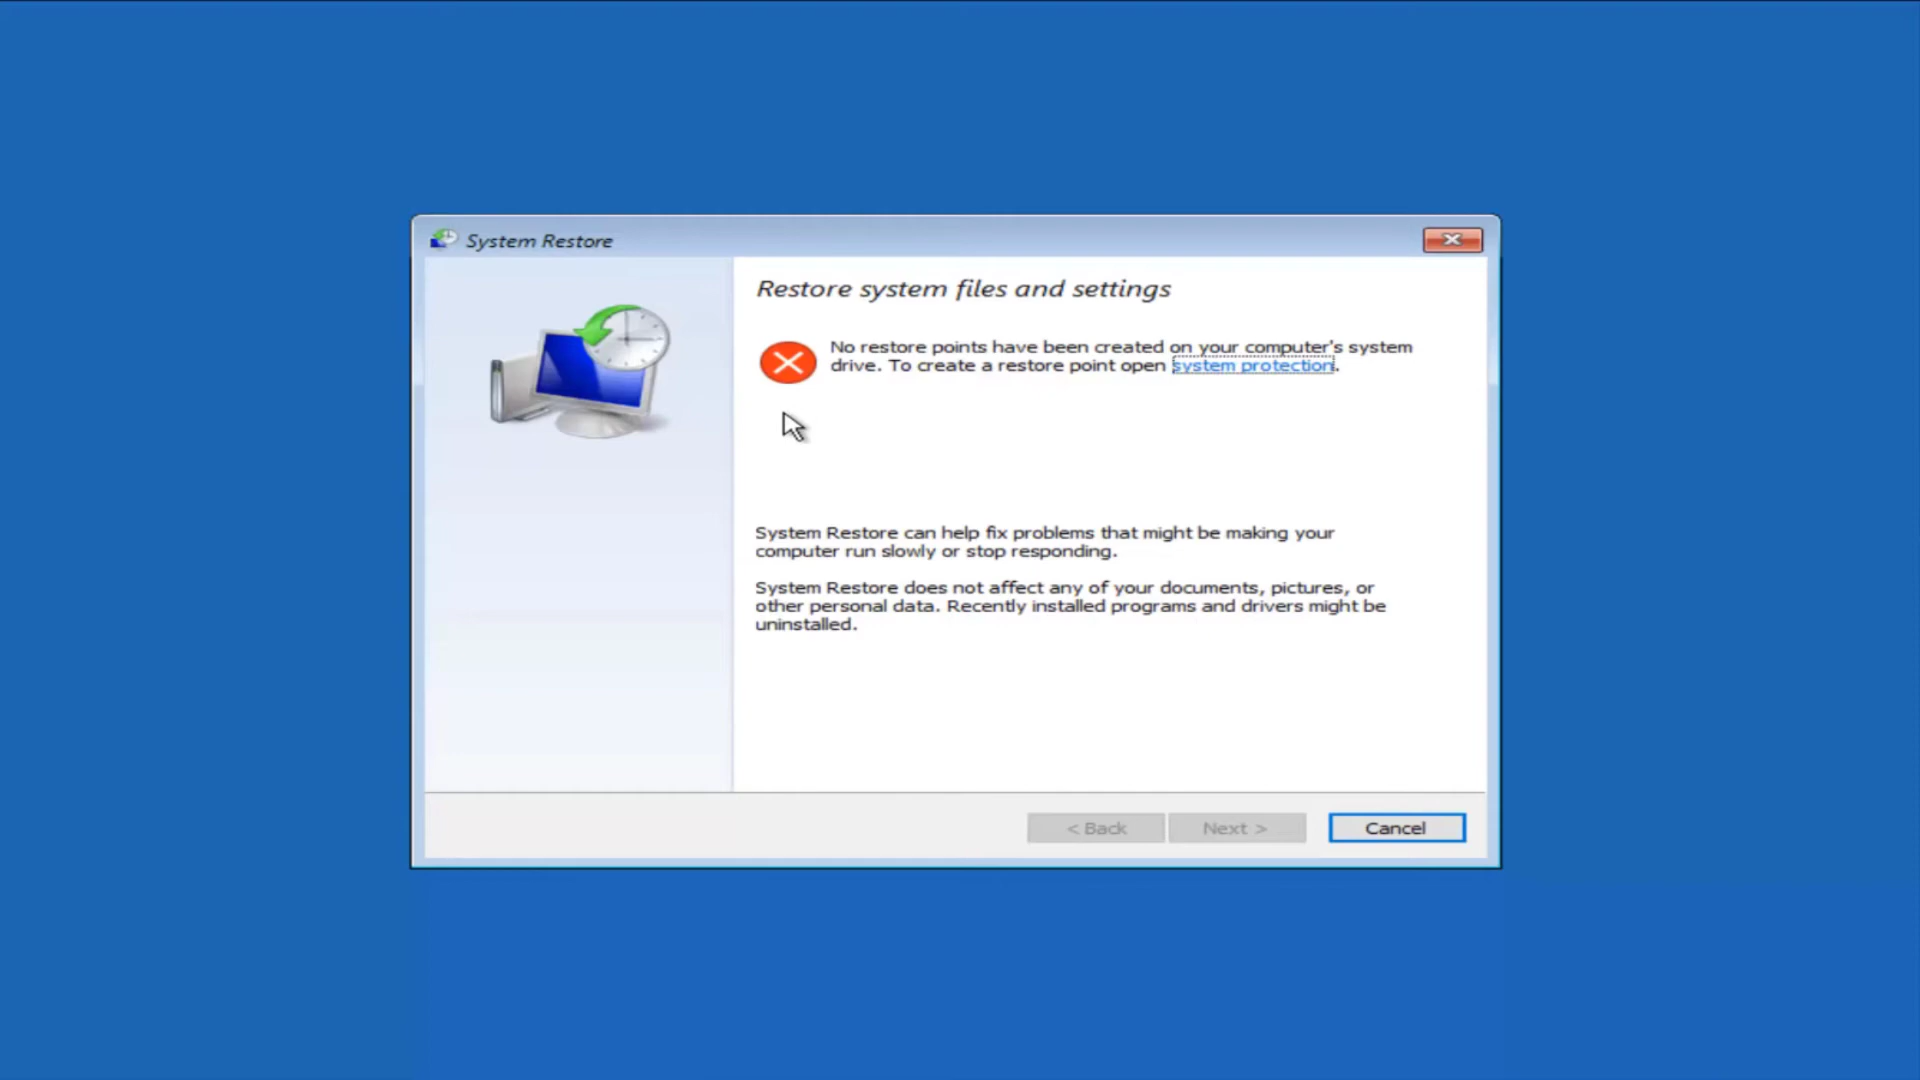 System Restore
Restore system files and settings
No restore points have been created on your computer's system
drive. To create a restore point open system protection.
System Restore can help fix problems that might be making your
computer run slowly or stop responding.
System Restore does not affect any of your documents, pictures, or
other personal data. Recently installed programs and drivers might be
uninstalled.
< Back Next > Cancel